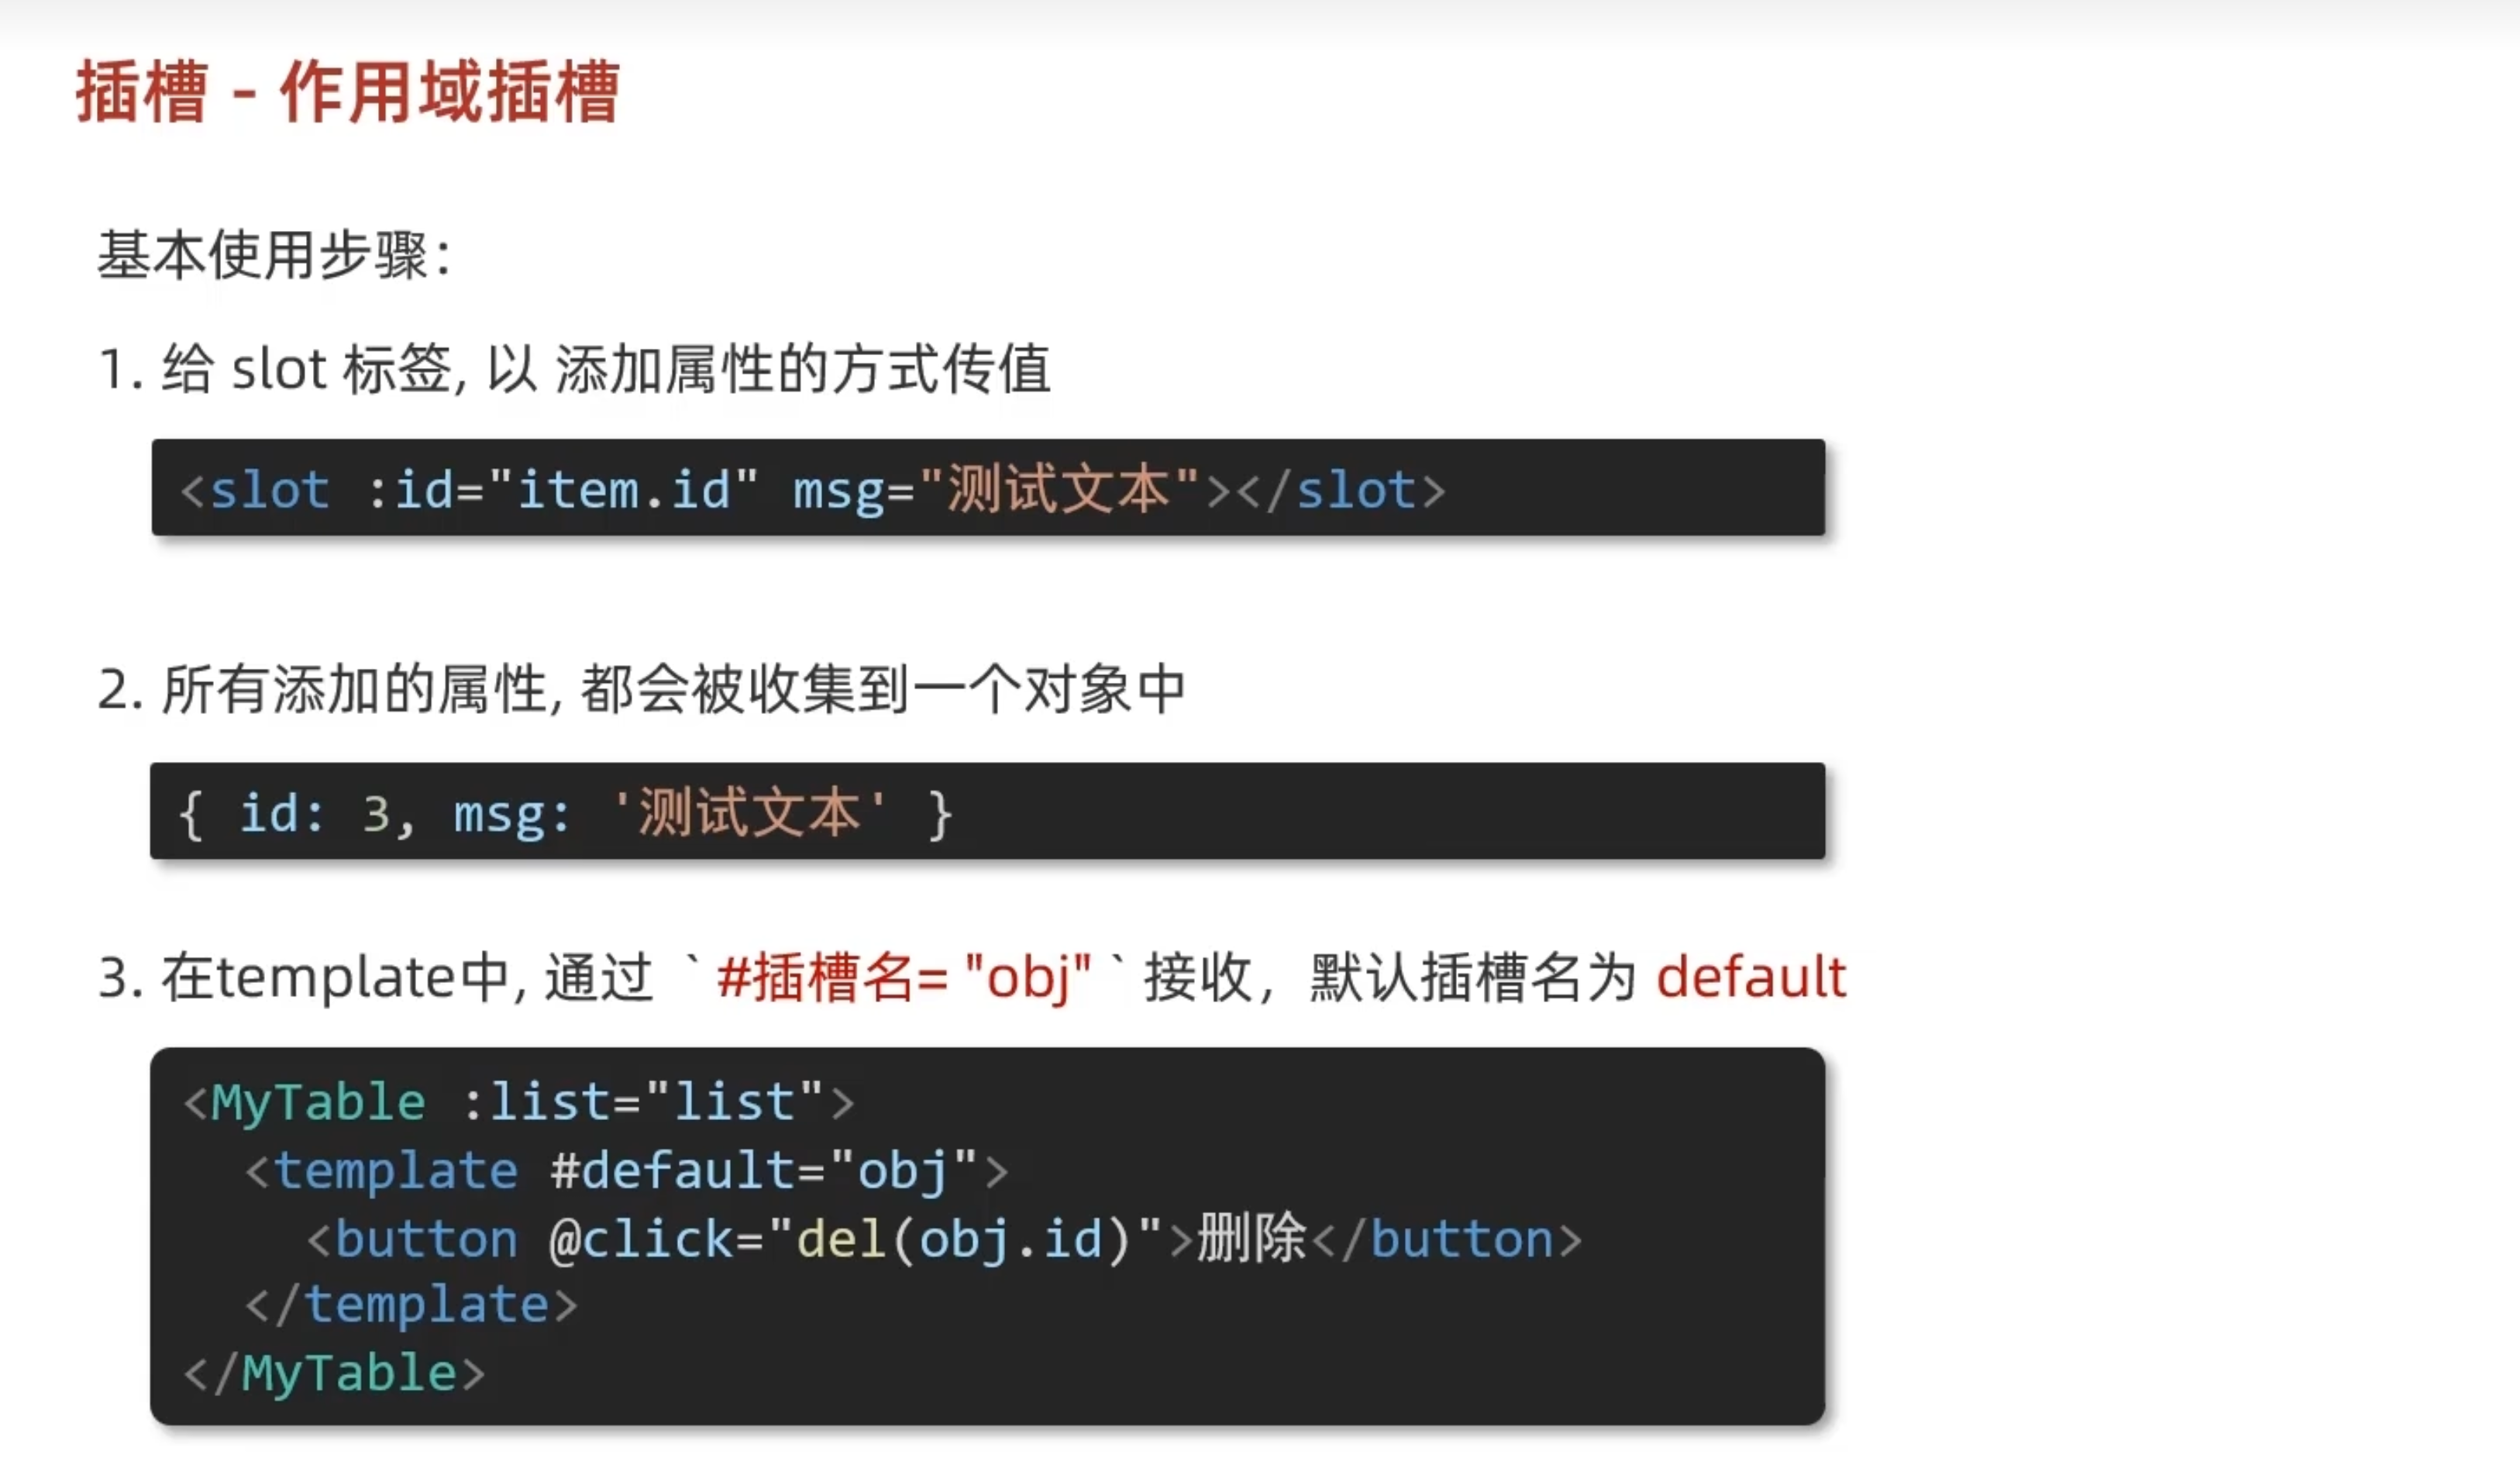 插槽 - 作用域插槽
基本使用步骤：
1. 给 slot 标签, 以 添加属性的方式传值
<slot :id="item.id" msg="测试文本"></slot>
2. 所有添加的属性, 都会被收集到一个对象中
{ id: 3, msg: '测试文本' }
3. 在template中, 通过 `#插槽名= "obj"` 接收，默认插槽名为 default
<MyTable :list="list">
  <template #default="obj">
    <button @click="del(obj.id)">删除</button>
  </template>
</MyTable>